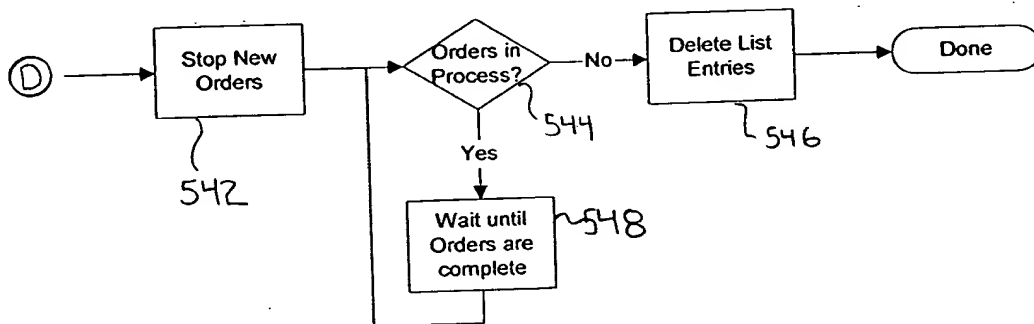 D
Stop New
Orders
542
Orders in
Process?
544
No
Delete List
Entries
546
Done
Yes
Wait until
Orders are
complete
548